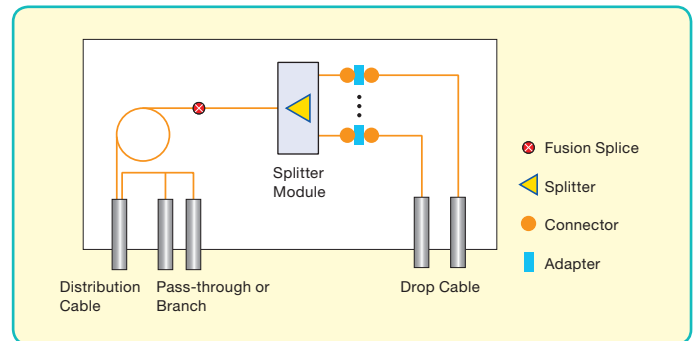 Splitter
Module
Fusion Splice
Splitter
Connector
Adapter
Distribution
Cable
Pass-through or
Branch
Drop Cable